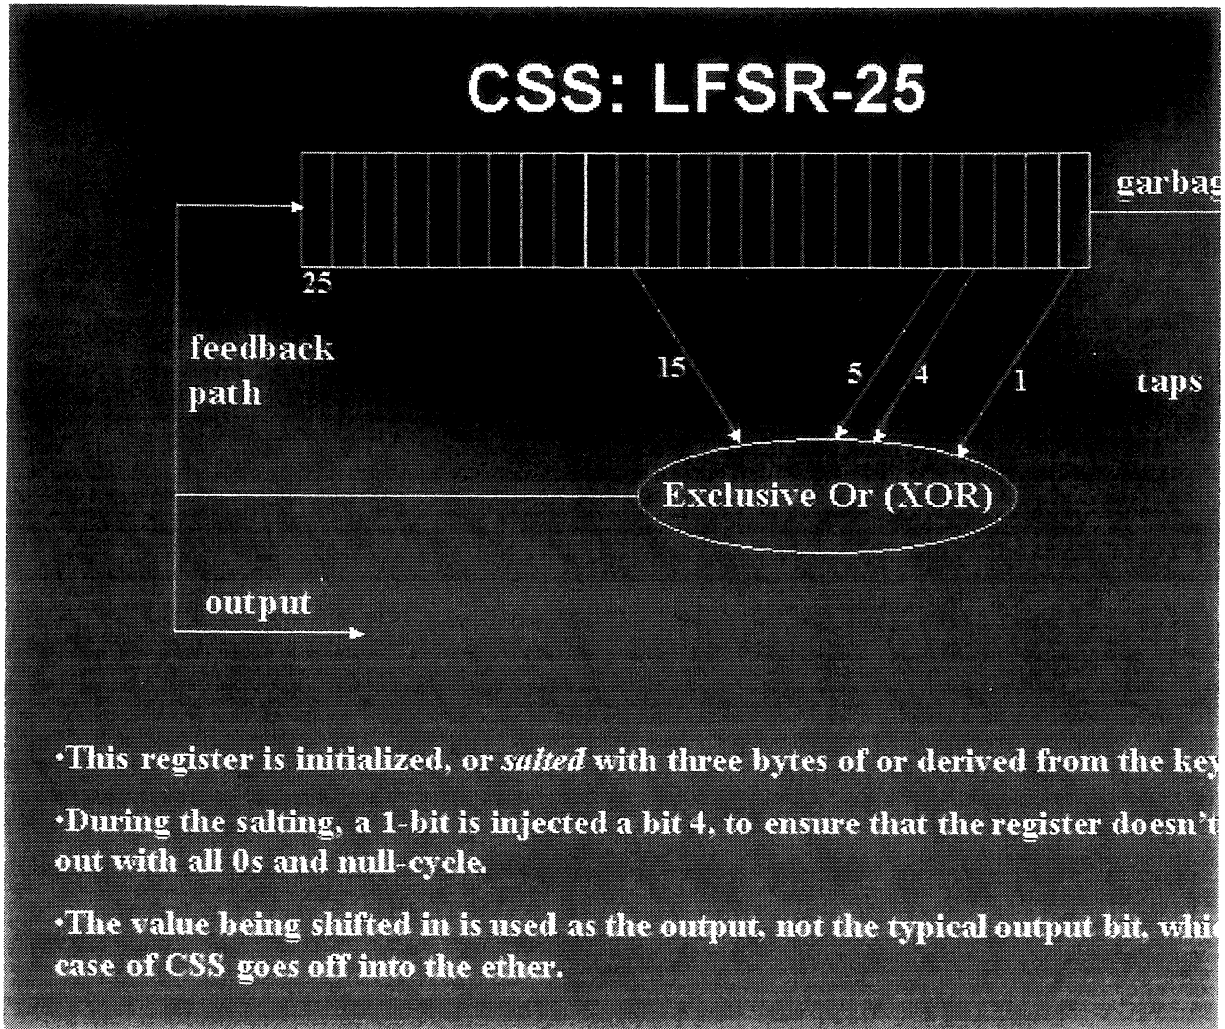 CSS: LFSR-25
garbag
25
feedback
path
15
5
4
1
taps
Exclusive Or (XOR)
output
•This register is initialized, or salted with three bytes of or derived from the key
•During the salting, a 1-bit is injected a bit 4, to ensure that the register doesn't
out with all 0s and null-cycle.
•The value being shifted in is used as the output, not the typical output bit, whic
case of CSS goes off into the ether.